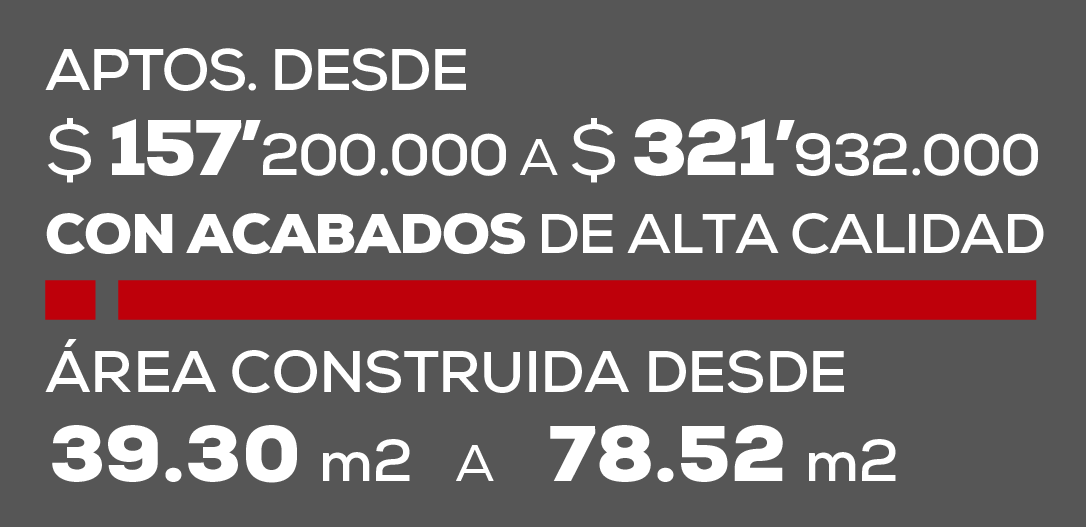 APTOS. DESDE
$ 157’200.000 A $ 321’932.000
CON ACABADOS DE ALTA CALIDAD
ÁREA CONSTRUIDA DESDE
39.30 m2 A 78.52 m2